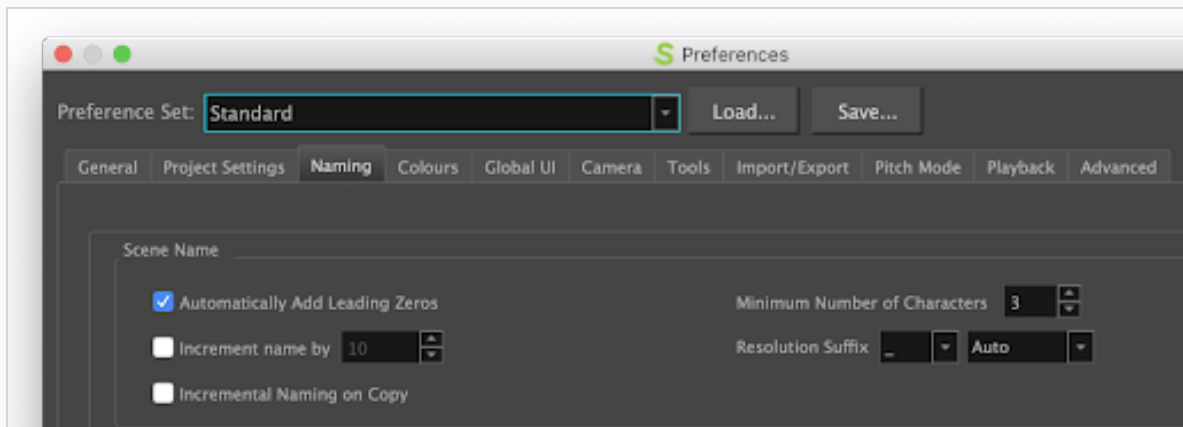 Preferences
Preference Set: Standard Load... Save...
General Project Settings Naming Colours Global UI Camera Tools Import/Export Pitch Mode Playback Advanced
Scene Name
Automatically Add Leading Zeros Minimum Number of Characters 3
Increment name by 10 Resolution Suffix _ Auto
Incremental Naming on Copy